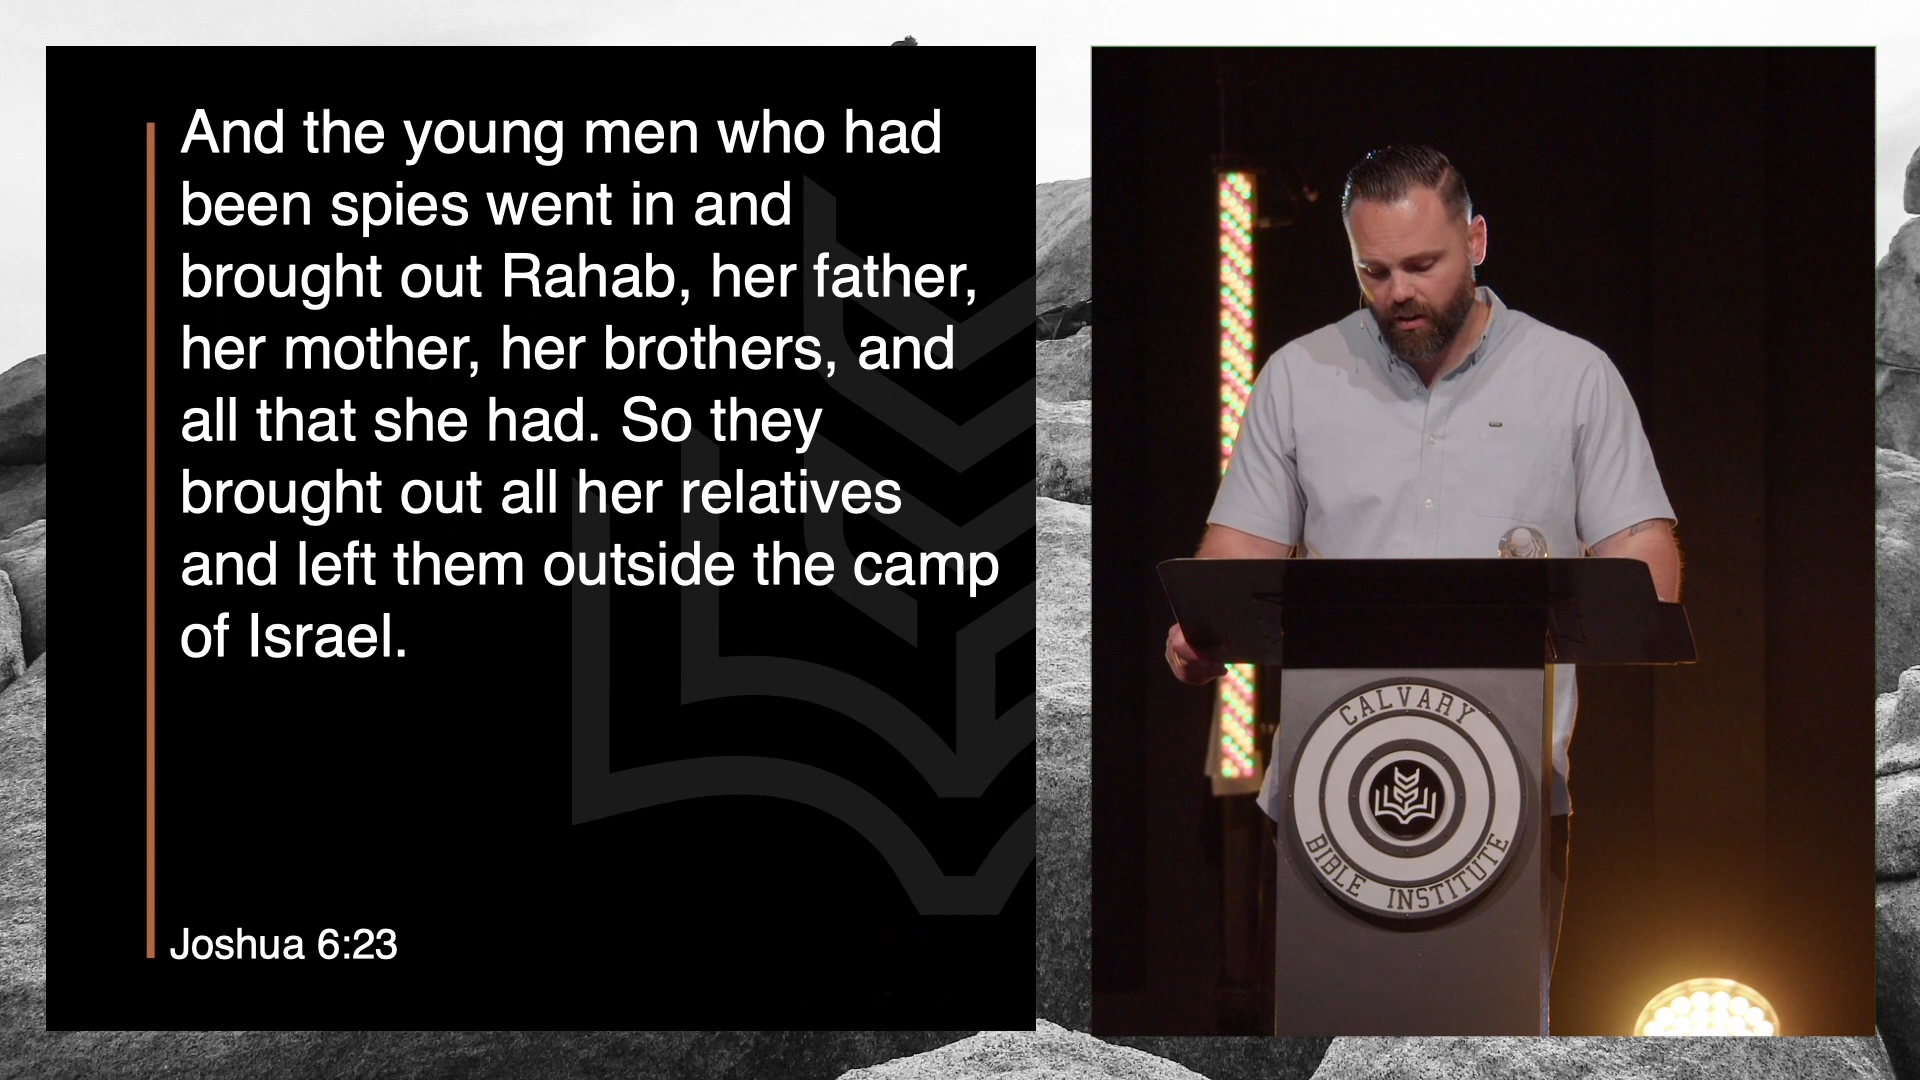 And the young men who had
been spies went in and
brought out Rahab, her father,
her mother, her brothers, and
all that she had. So they
brought out all her relatives
and left them outside the camp
of Israel.
Joshua 6:23
CALVARY
BIBLE INSTITUTE